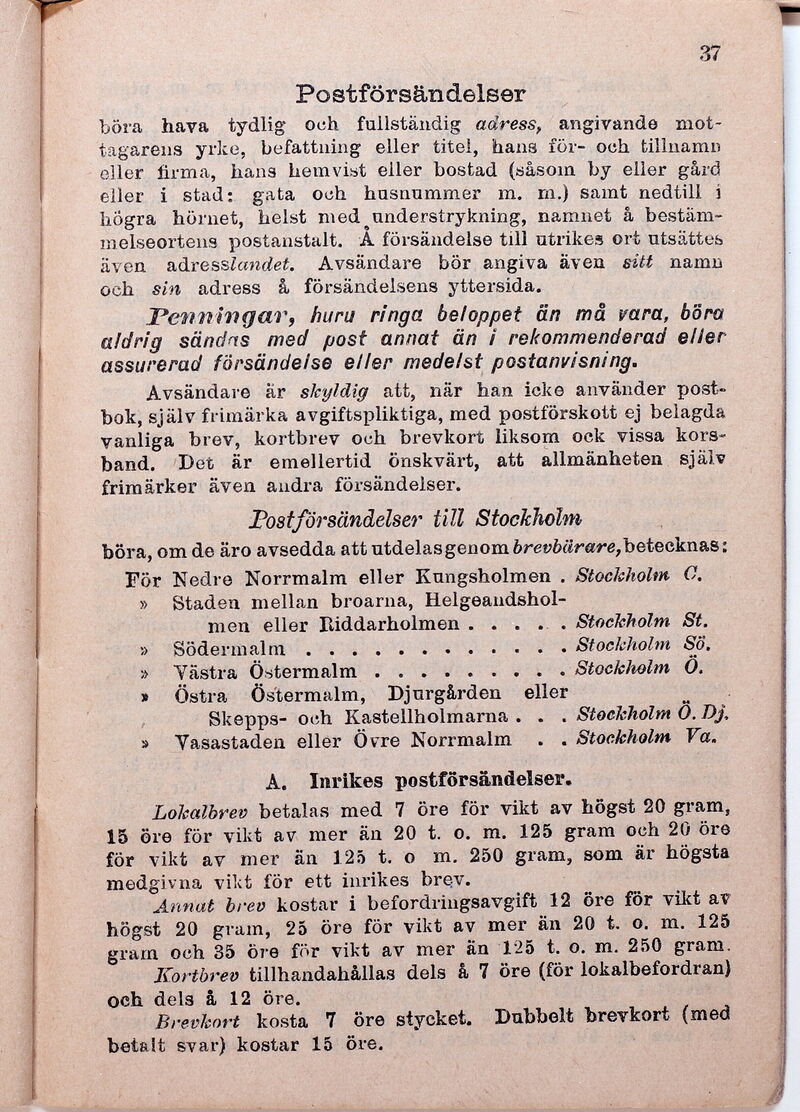 37
Postförsändelser
böra hava tydlig och fullständig adress, angivande mot-
tagarens yrke, befattning eller titel, hans för- och tillnamn
eller firma, hans hemvist eller bostad (såsom by eller gård
eller i stad: gata och husnummer m. m.) samt nedtill i
högra hörnet, helst med understrykning, namnet å bestäm-
melseortens postanstalt. Å försändelse till utrikes ort utsättes
även adresslandet. Avsändare bör angiva även sitt namn
och sin adress å försändelsens yttersida.
Penningar, huru ringa beloppet än må vara, böra
aldrig sändas med post annat än i rekommenderad eller
assurerad försändelse eller medelst postanvisning.
Avsändare är skyldig att, när han icke använder post-
bok, själv frimärka avgiftspliktiga, med postförskott ej belagda
vanliga brev, kortbrev och brevkort liksom ock vissa kors-
band. Det är emellertid önskvärt, att allmänheten själv
frimärker även andra försändelser.
Postförsändelser till Stockholm
böra, om de äro avsedda att utdelas genom brevbärare, betecknas:
För Nedre Norrmalm eller Kungsholmen . Stockholm C.
» Staden mellan broarna, Helgeandshol-
men eller Riddarholmen . . . . . Stockholm St.
» Södermalm . . . . . . . . . . . . Stockholm Sö.
» Västra Östermalm . . . . . . . . . Stockholm Ö.
» Östra Östermalm, Djurgården eller
Skepps- och Kastellholmarna . . . Stockholm Ö. Dj.
» Vasastaden eller Övre Norrmalm . . Stockholm Va.
A. Inrikes postförsändelser.
Lokalbrev betalas med 7 öre för vikt av högst 20 gram,
15 öre för vikt av mer än 20 t. o. m. 125 gram och 20 öre
för vikt av mer än 125 t. o m. 250 gram, som är högsta
medgivna vikt för ett inrikes brev.
Annat brev kostar i befordringsavgift 12 öre för vikt av
högst 20 gram, 25 öre för vikt av mer än 20 t. o. m. 125
gram och 35 öre för vikt av mer än 125 t. o. m. 250 gram.
Kortbrev tillhandahållas dels å 7 öre (för lokalbefordran)
och dels å 12 öre.
Brevkort kosta 7 öre stycket. Dubbelt brevkort (med
betalt svar) kostar 15 öre.